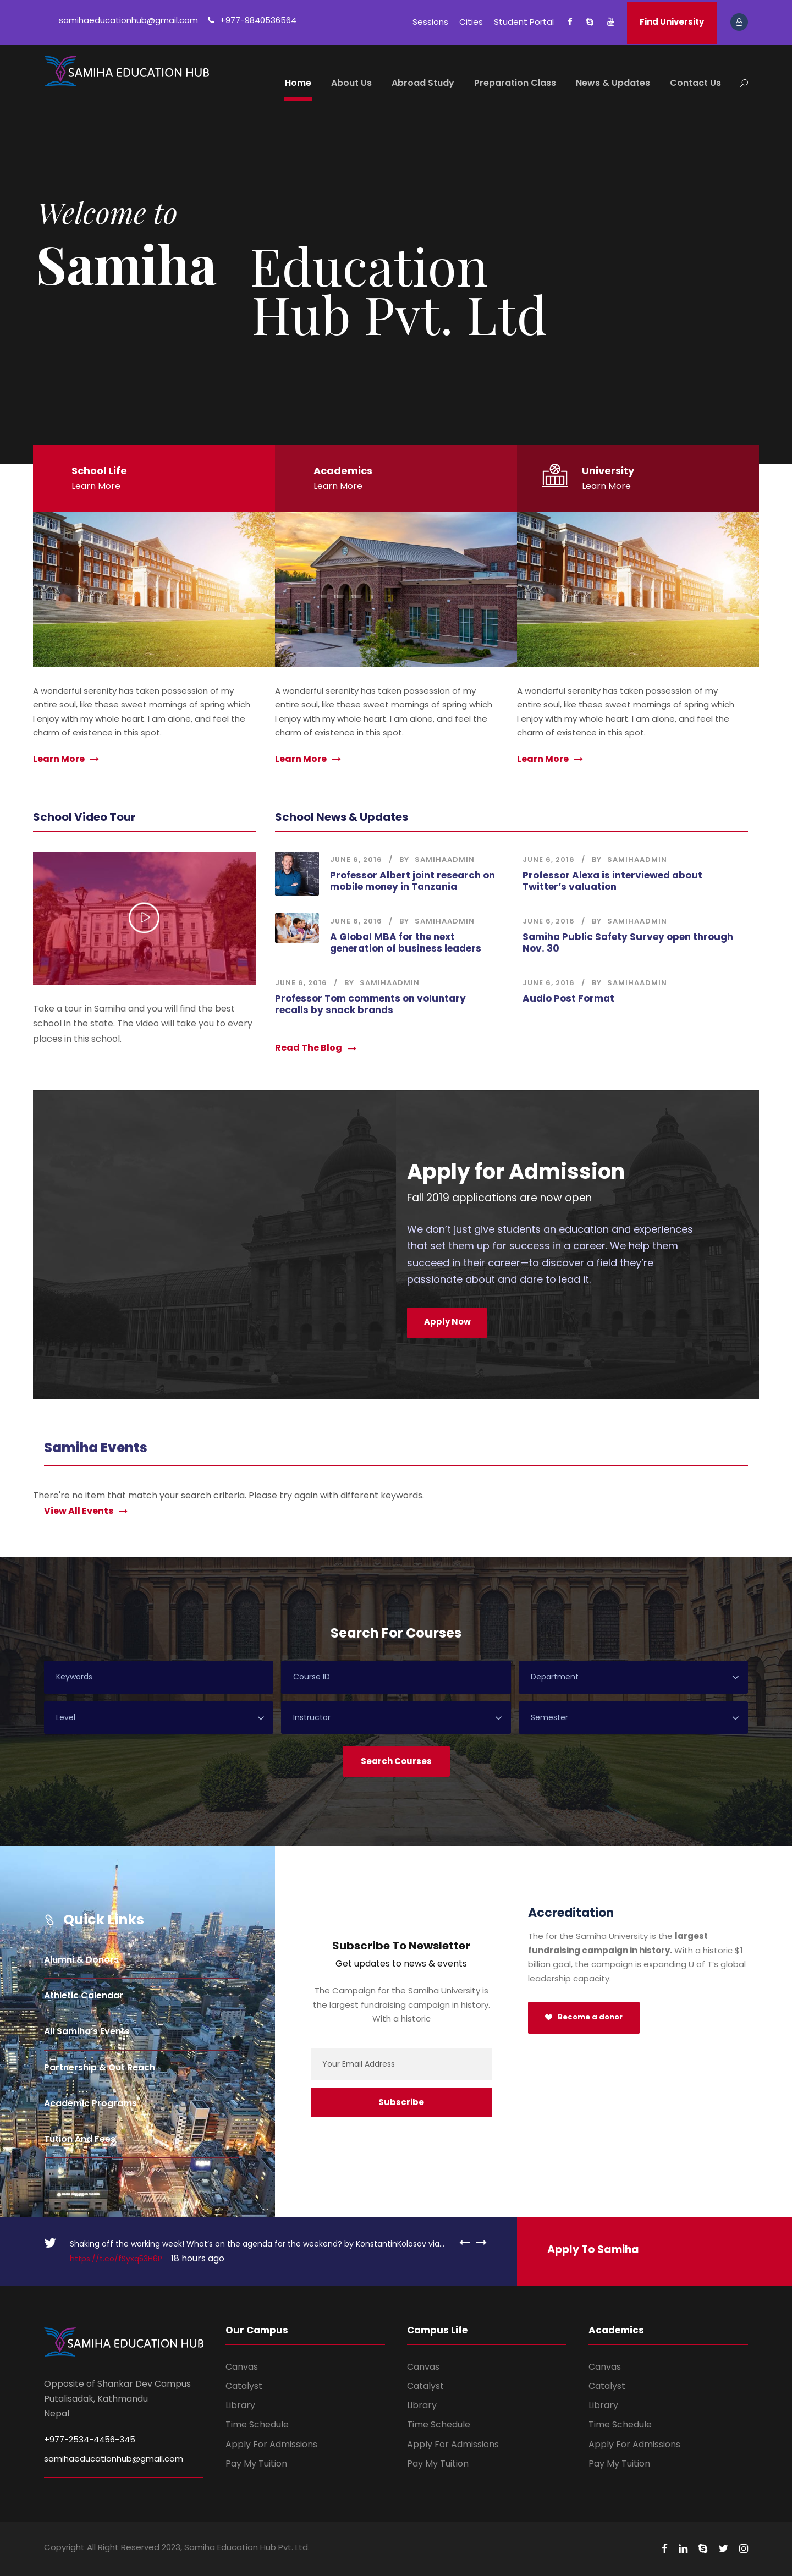 samihaeducationhub@gmail.com +977-9840536564
Sessions Cities Student Portal
Find University
SAMIHA EDUCATION HUB
Home About Us Abroad Study Preparation Class News & Updates Contact Us
Welcome to
Samiha Education
Hub Pvt. Ltd
School Life
Learn More
Academics
Learn More
University
Learn More
A wonderful serenity has taken possession of my
entire soul, like these sweet mornings of spring which
I enjoy with my whole heart. I am alone, and feel the
charm of existence in this spot.
Learn More
A wonderful serenity has taken possession of my
entire soul, like these sweet mornings of spring which
I enjoy with my whole heart. I am alone, and feel the
charm of existence in this spot.
Learn More
A wonderful serenity has taken possession of my
entire soul, like these sweet mornings of spring which
I enjoy with my whole heart. I am alone, and feel the
charm of existence in this spot.
Learn More
School Video Tour
Take a tour in Samiha and you will find the best
school in the state. The video will take you to every
places in this school.
School News & Updates
JUNE 6, 2016 / BY SAMIHAADMIN
Professor Albert joint research on
mobile money in Tanzania
JUNE 6, 2016 / BY SAMIHAADMIN
Professor Alexa is interviewed about
Twitter's valuation
JUNE 6, 2016 / BY SAMIHAADMIN
A Global MBA for the next
generation of business leaders
JUNE 6, 2016 / BY SAMIHAADMIN
Samiha Public Safety Survey open through
Nov. 30
JUNE 6, 2016 / BY SAMIHAADMIN
Professor Tom comments on voluntary
recalls by snack brands
JUNE 6, 2016 / BY SAMIHAADMIN
Audio Post Format
Read The Blog
Apply for Admission
Fall 2019 applications are now open
We don't just give students an education and experiences
that set them up for success in a career. We help them
succeed in their career—to discover a field they're
passionate about and dare to lead it.
Apply Now
Samiha Events
There're no item that match your search criteria. Please try again with different keywords.
View All Events
Search For Courses
Keywords
Course ID
Department
Level
Instructor
Semester
Search Courses
Quick Links
Alumni & Donors
Athletic Calendar
All Samiha's Events
Partnership & Out Reach
Academic Programs
Tution And Fees
Subscribe To Newsletter
Get updates to news & events
The Campaign for the Samiha University is
the largest fundraising campaign in history.
With a historic
Your Email Address
Subscribe
Accreditation
The for the Samiha University is the largest
fundraising campaign in history. With a historic $1
billion goal, the campaign is expanding U of T's global
leadership capacity.
Become a donor
Shaking off the working week! What's on the agenda for the weekend? by KonstantinKolosov via...
18 hours ago
Apply To Samiha
SAMIHA EDUCATION HUB
Opposite of Shankar Dev Campus
Putalisadak, Kathmandu
Nepal
+977-2534-4456-345
samihaeducationhub@gmail.com
Our Campus
Canvas
Catalyst
Library
Time Schedule
Apply For Admissions
Pay My Tuition
Campus Life
Canvas
Catalyst
Library
Time Schedule
Apply For Admissions
Pay My Tuition
Academics
Canvas
Catalyst
Library
Time Schedule
Apply For Admissions
Pay My Tuition
Copyright All Right Reserved 2023, Samiha Education Hub Pvt. Ltd.